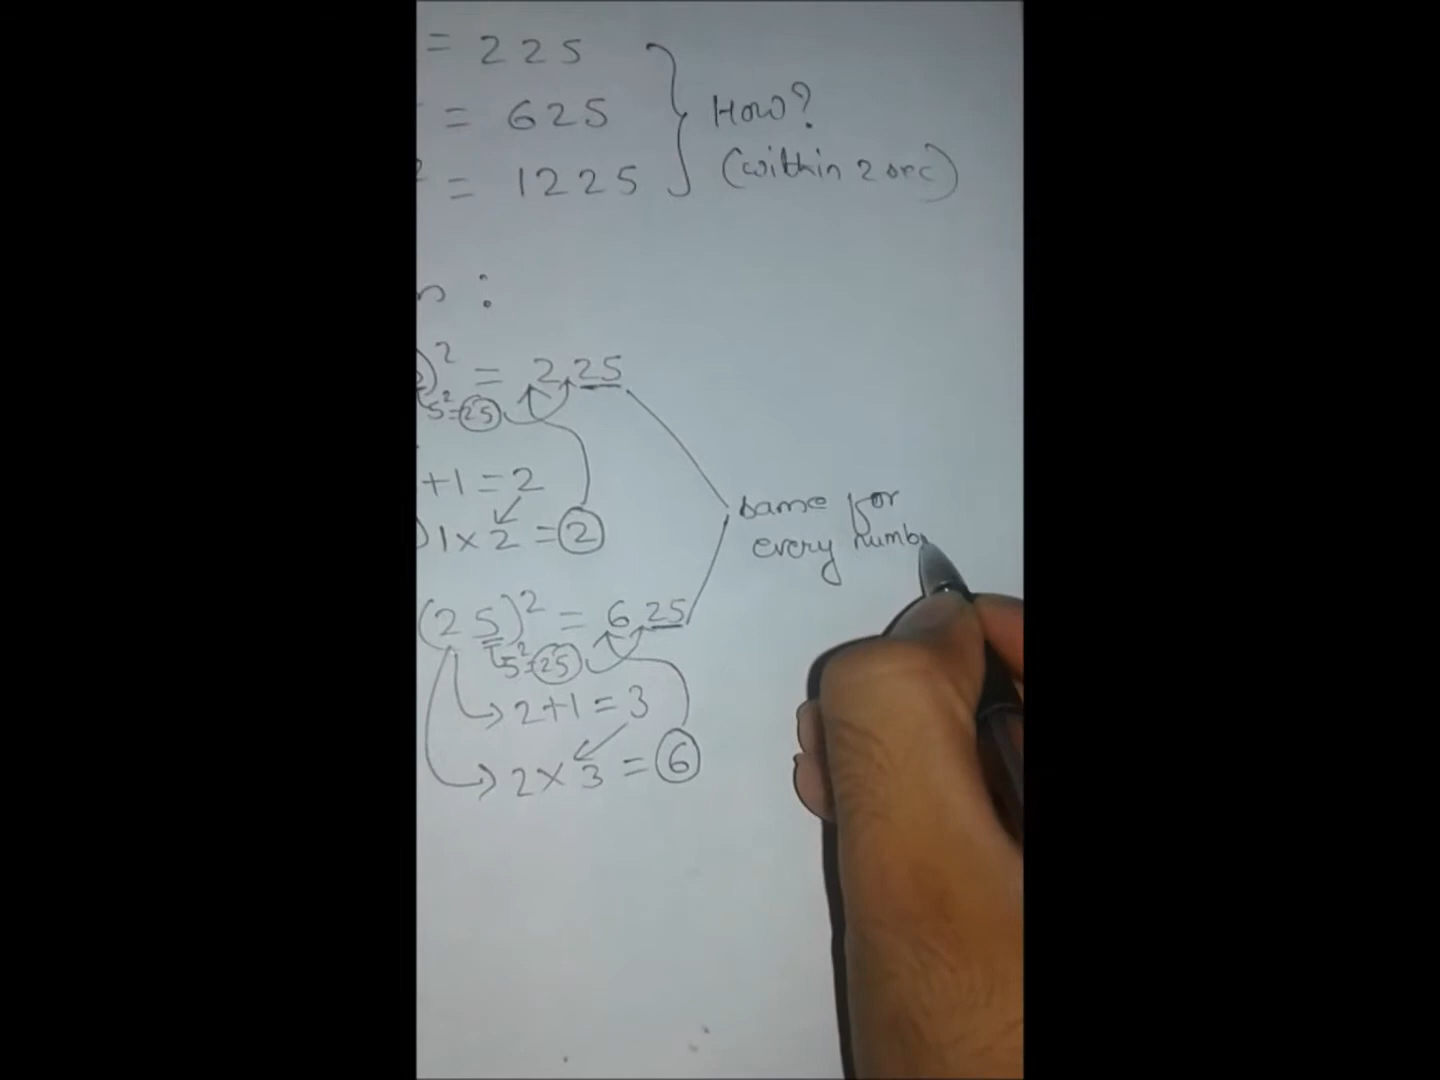 = 225
= 625
2 = 1225
How?
(within 2 sec)
n :
)² = 2 25
5²=25
+1 = 2
) 1 × 2 = 2
same for
every numb
(25)² = 6 25
5²=25
2+1 = 3
2 × 3 = 6